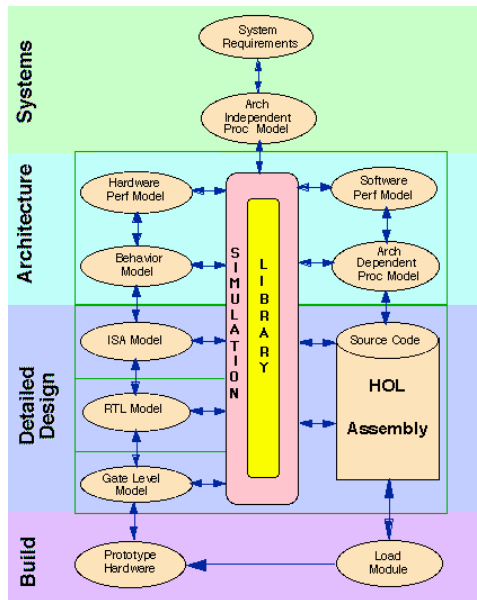 Systems
System
Requirements
Arch
Independent
Proc Model
Architecture
Hardware
Perf Model
Software
Perf Model
Behavior
Model
Arch
Dependent
Proc Model
SIMULATION
LIBRARY
Detailed
Design
ISA Model
Source Code
HOL
Assembly
RTL Model
Gate Level
Model
Build
Prototype
Hardware
Load
Module